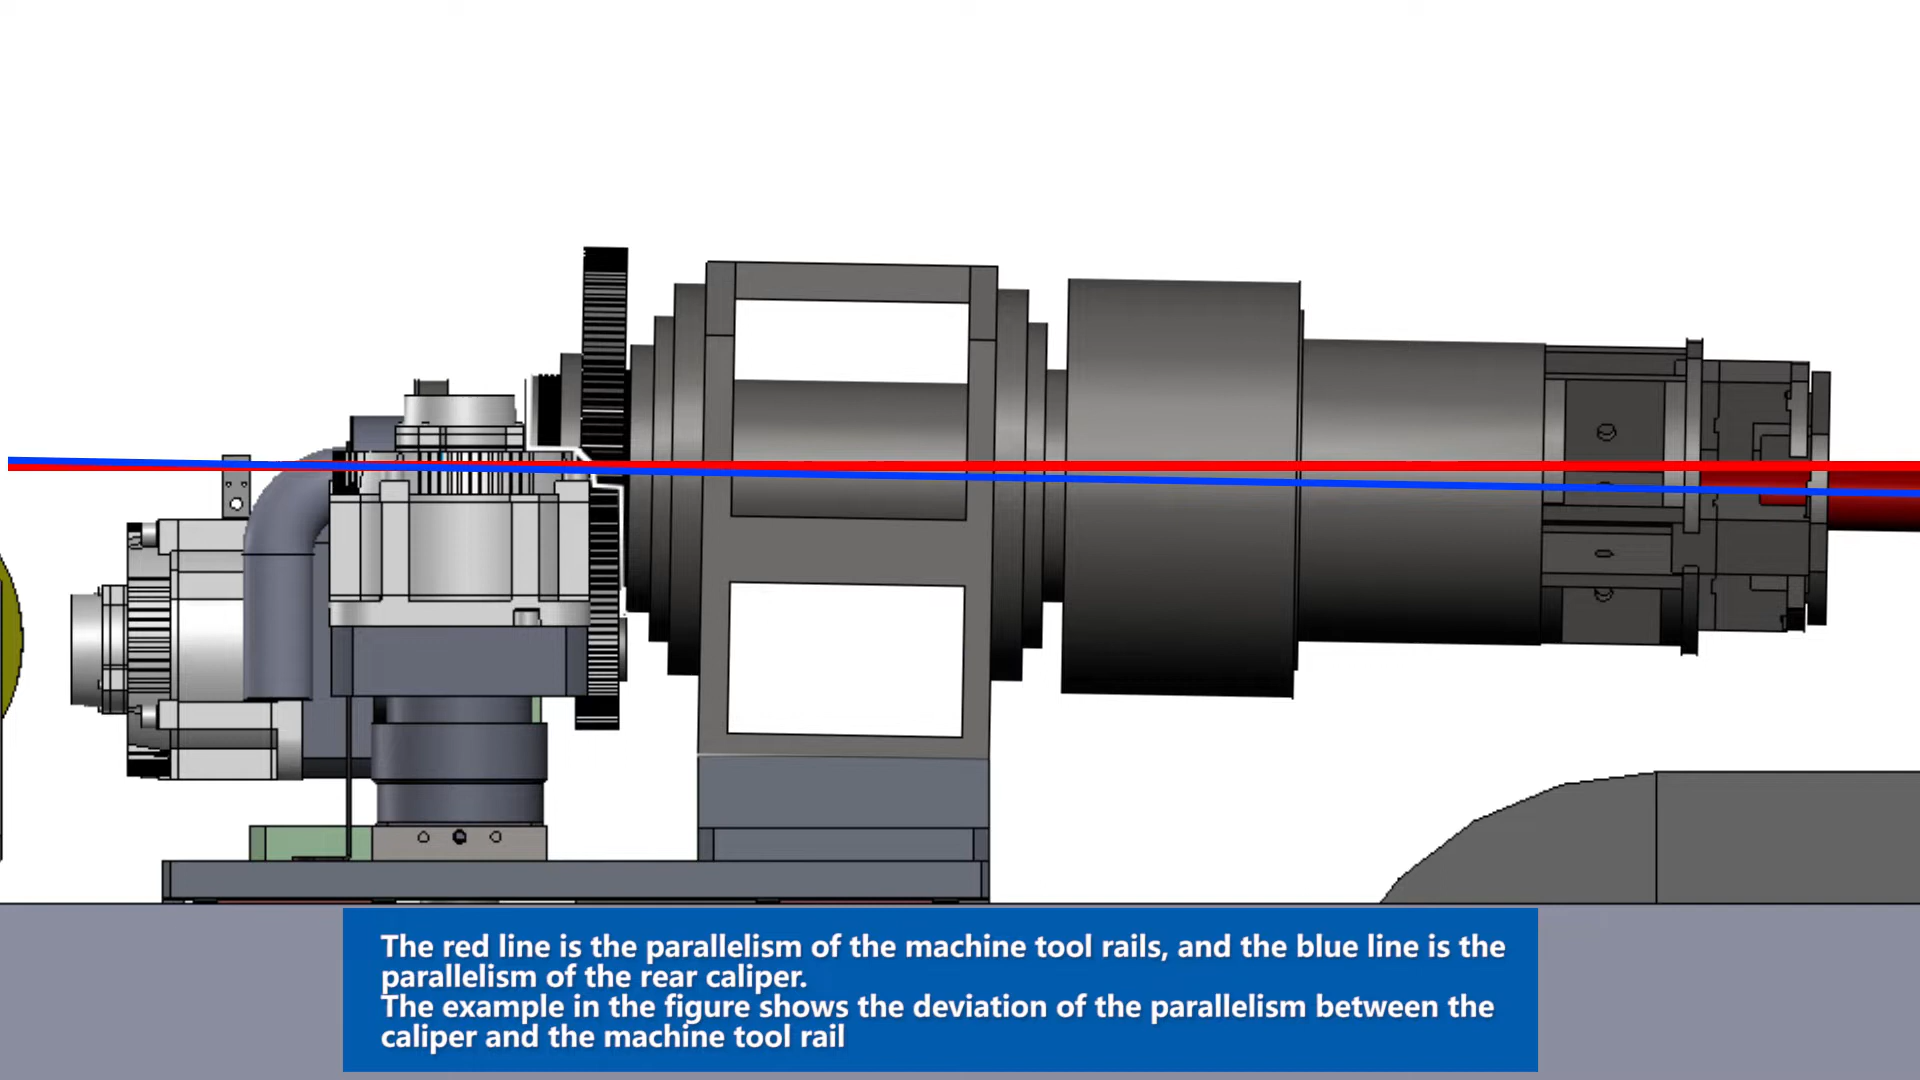 The red line is the parallelism of the machine tool rails, and the blue line is the
parallelism of the rear caliper.
The example in the figure shows the deviation of the parallelism between the
caliper and the machine tool rail